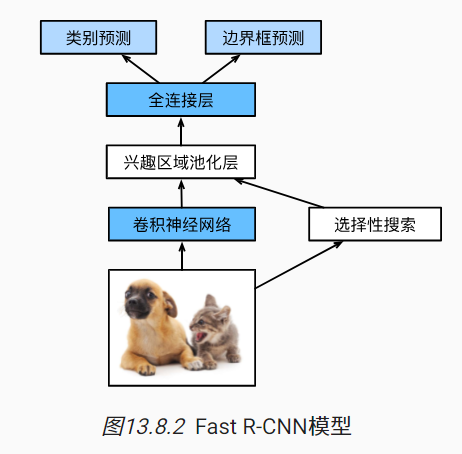 类别预测 边界框预测
全连接层
兴趣区域池化层
卷积神经网络 选择性搜索
图13.8.2 Fast R-CNN模型